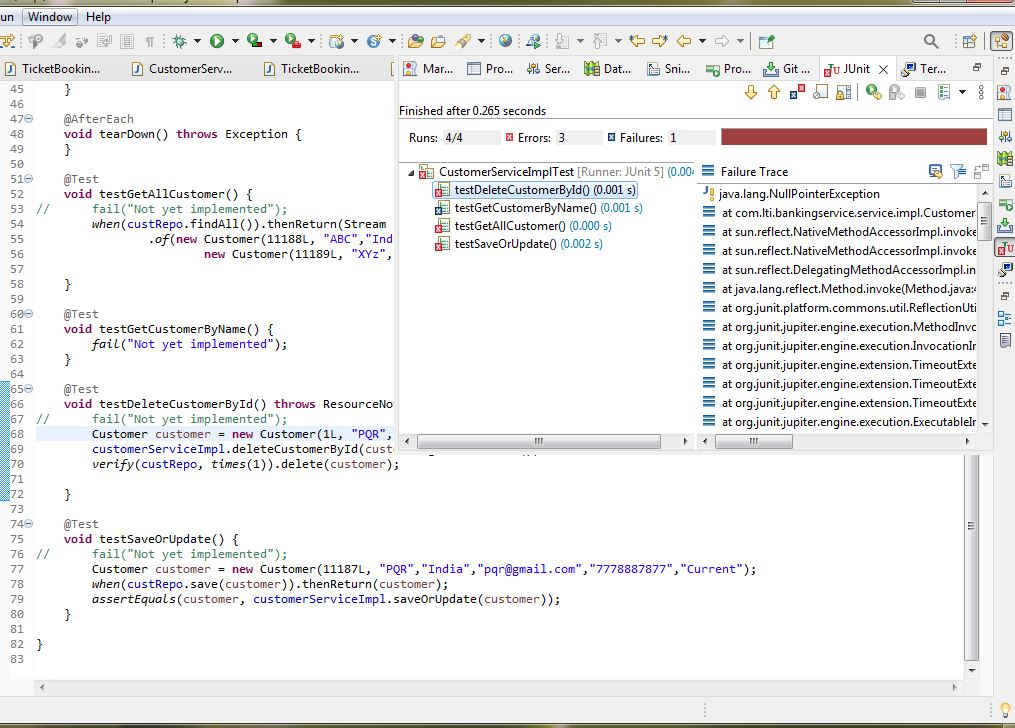 un Window Help
TicketBookin... CustomerServ... TicketBookin...
Mar... Pro... Ser... Dat... Sni... Pro... Git ... JUnit Ter...
Finished after 0.265 seconds
Runs: 4/4 Errors: 3 Failures: 1
CustomerServiceImplTest [Runner: JUnit 5] (0.004
testDeleteCustomerById() (0.001 s)
testGetCustomerByName() (0.001 s)
testGetAllCustomer() (0.000 s)
testSaveOrUpdate() (0.002 s)
Failure Trace
java.lang.NullPointerException
at com.lti.bankingservice.service.impl.Customer
at sun.reflect.NativeMethodAccessorImpl.invoke
at sun.reflect.NativeMethodAccessorImpl.invoke
at sun.reflect.DelegatingMethodAccessorImpl.in
at java.lang.reflect.Method.invoke(Method.java:
at org.junit.platform.commons.util.ReflectionUti
at org.junit.jupiter.engine.execution.MethodInvo
at org.junit.jupiter.engine.execution.InvocationIn
at org.junit.jupiter.engine.extension.TimeoutExte
at org.junit.jupiter.engine.extension.TimeoutExte
at org.junit.jupiter.engine.extension.TimeoutExte
at org.junit.jupiter.engine.execution.ExecutableIn
45 }
46
47 @AfterEach
48 void tearDown() throws Exception {
49 }
50
51 @Test
52 void testGetAllCustomer() {
53 // fail("Not yet implemented");
54 when(custRepo.findAll()).thenReturn(Stream
55 .of(new Customer(11188L, "ABC","Ind
56 new Customer(11189L, "XYz",
57
58 }
59
60 @Test
61 void testGetCustomerByName() {
62 fail("Not yet implemented");
63 }
64
65 @Test
66 void testDeleteCustomerById() throws ResourceNo
67 // fail("Not yet implemented");
68 Customer customer = new Customer(1L, "PQR",
69 customerServiceImpl.deleteCustomerById(cust
70 verify(custRepo, times(1)).delete(customer);
71
72 }
73
74 @Test
75 void testSaveOrUpdate() {
76 // fail("Not yet implemented");
77 Customer customer = new Customer(11187L, "PQR","India","pqr@gmail.com","7778887877","Current");
78 when(custRepo.save(customer)).thenReturn(customer);
79 assertEquals(customer, customerServiceImpl.saveOrUpdate(customer));
80 }
81
82 }
83